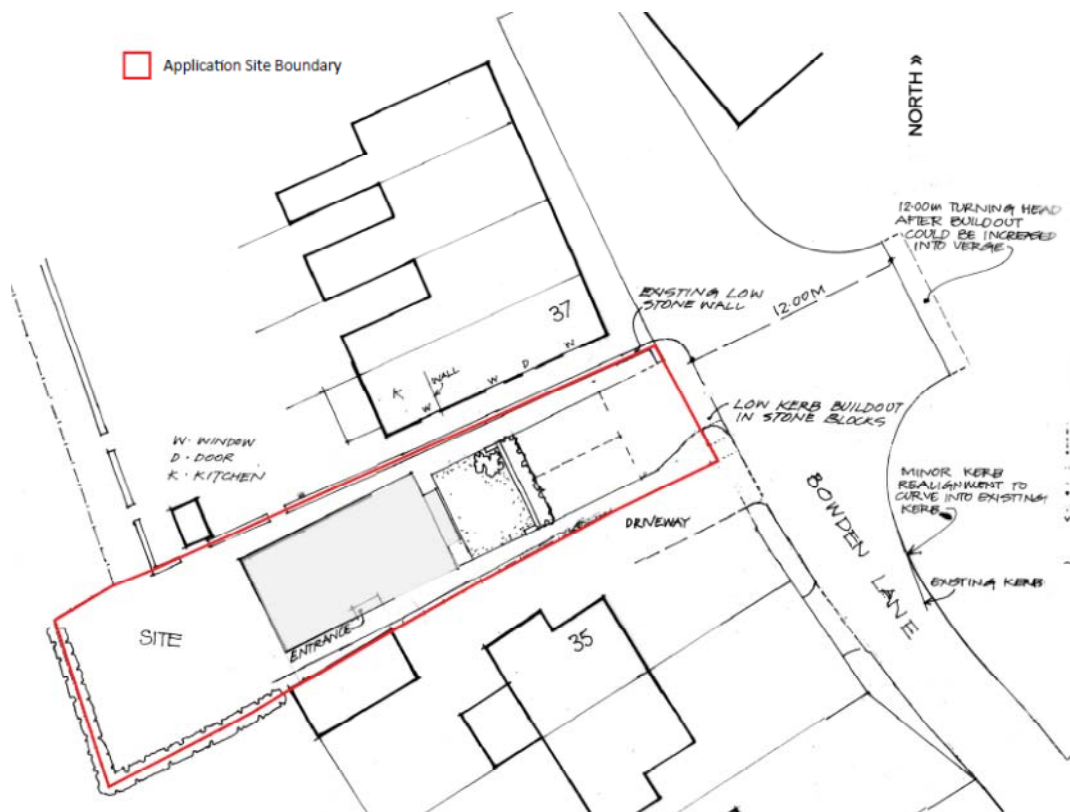 Application Site Boundary
NORTH »
12.00M TURNING HEAD
AFTER BUILDOUT
COULD BE INCREASED
INTO VERGE
EXISTING LOW
STONE WALL
12.00M
37
W
D
W
WALL
K
W
LOW KERB BUILDOUT
IN STONE BLOCKS
W · WINDOW
D · DOOR
K · KITCHEN
MINOR KERB
REALIGNMENT TO
CURVE INTO EXISTING
KERB
BOWDEN LANE
DRIVEWAY
EXISTING KERB
SITE
ENTRANCE
35